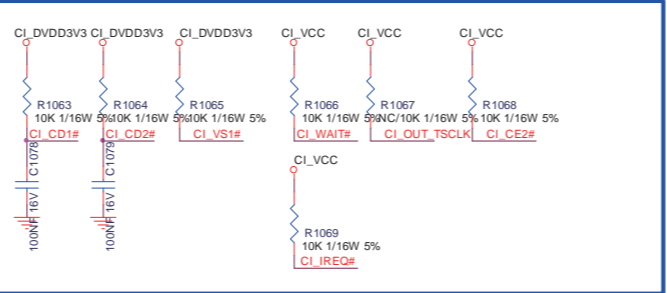 CI_DVDD3V3 CI_DVDD3V3 CI_DVDD3V3 CI_VCC CI_VCC CI_VCC
R1063 R1064 R1065 R1066 R1067 R1068
10K 1/16W 5% 10K 1/16W 5% 10K 1/16W 5% 10K 1/16W 5% NC/10K 1/16W 5% 10K 1/16W 5%
CI_CD1# CI_CD2# CI_VS1# CI_WAIT# CI_OUT_TSCLK CI_CE2#
C1078
100NF 16V
C1079
100NF 16V
CI_VCC
R1069
10K 1/16W 5%
CI_IREQ#